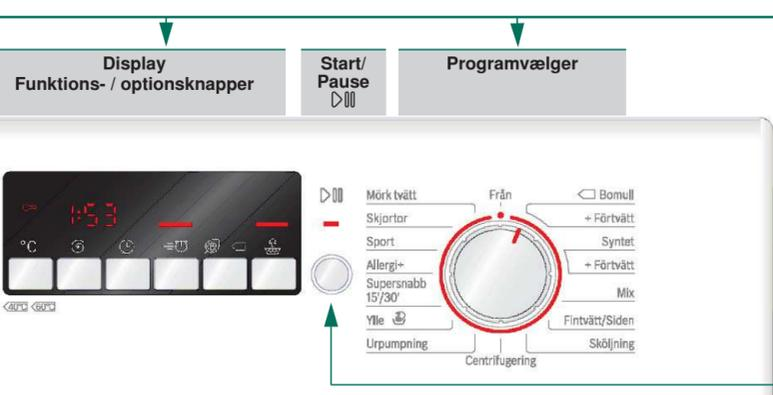 Display
Funktions- / optionsknapper
Start/
Pause
Programvælger
1:53
°C
40°C 60°C
Mörk tvätt
Skjortor
Sport
Allergi+
Supersnabb
15'/30'
Ylle
Urpumpning
Från
Centrifugering
Bomull
+ Förtvätt
Syntet
+ Förtvätt
Mix
Fintvätt/Siden
Sköljning